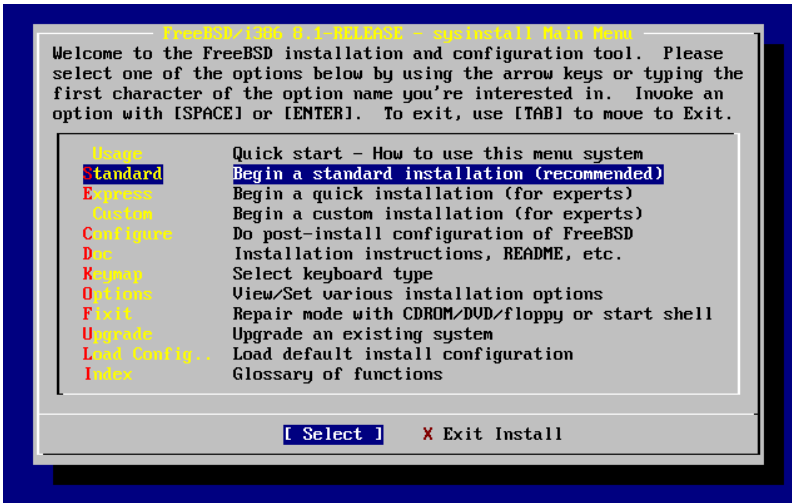 FreeBSD/i386 8.1-RELEASE - sysinstall Main Menu
Welcome to the FreeBSD installation and configuration tool.  Please
select one of the options below by using the arrow keys or typing the
first character of the option name you're interested in.  Invoke an
option with [SPACE] or [ENTER].  To exit, use [TAB] to move to Exit.
Usage Quick start - How to use this menu system
Standard Begin a standard installation (recommended)
Express Begin a quick installation (for experts)
Custom Begin a custom installation (for experts)
Configure Do post-install configuration of FreeBSD
Doc Installation instructions, README, etc.
Keymap Select keyboard type
Options View/Set various installation options
Fixit Repair mode with CDROM/DVD/floppy or start shell
Upgrade Upgrade an existing system
Load Config.. Load default install configuration
Index Glossary of functions
[ Select ] X Exit Install